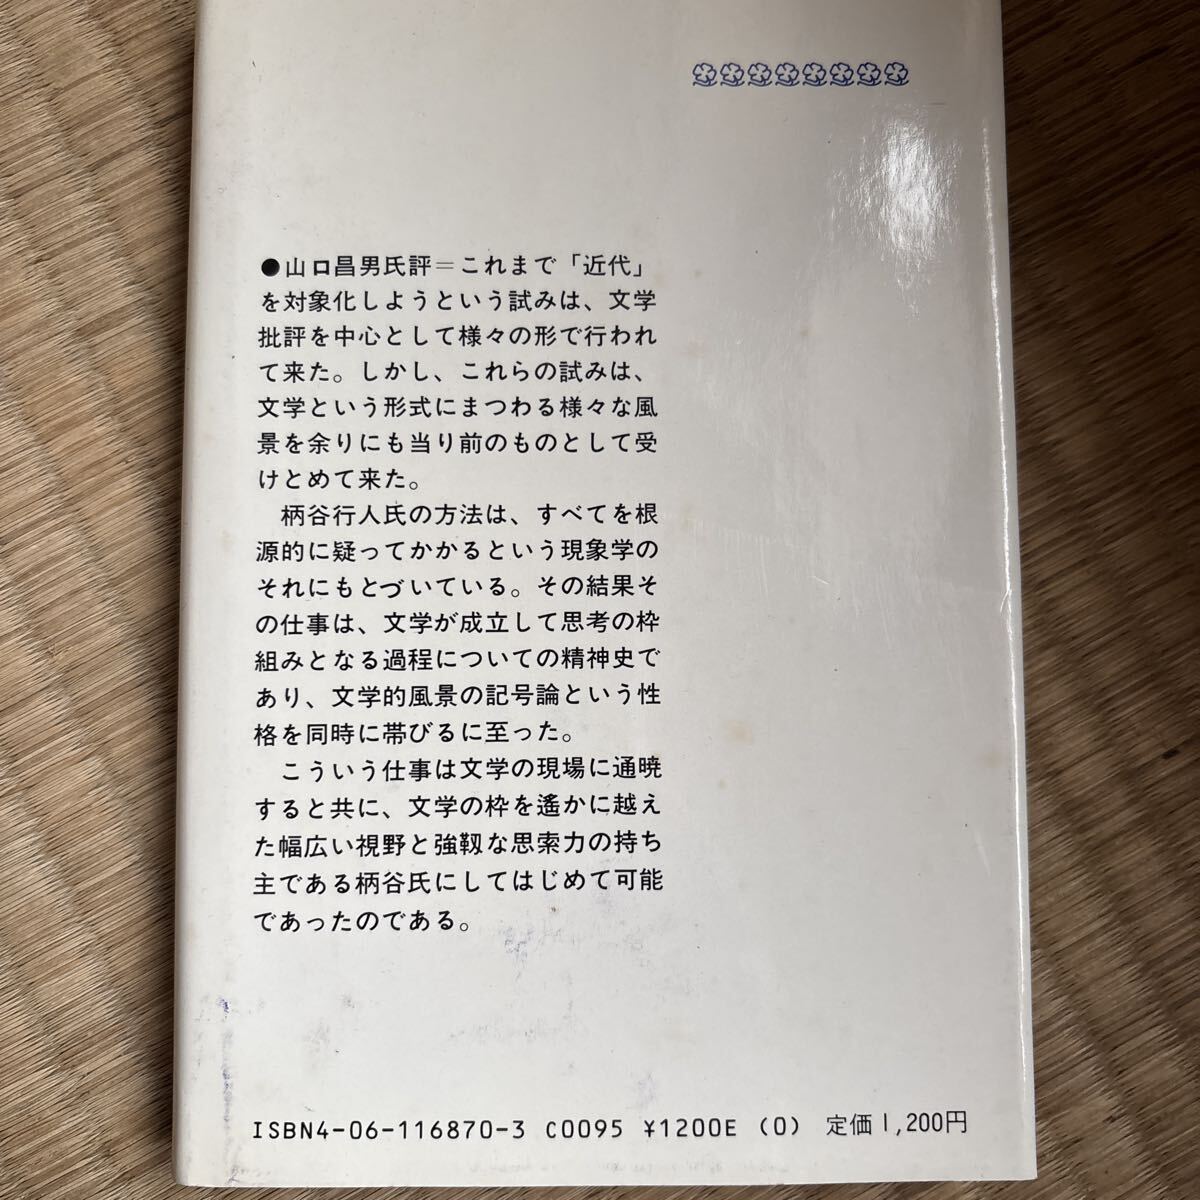 ●山口昌男氏評＝これまで「近代」
を対象化しようという試みは、文学
批評を中心として様々の形で行われ
て来た。しかし、これらの試みは、
文学という形式にまつわる様々な風
景を余りにも当り前のものとして受
けとめて来た。
　柄谷行人氏の方法は、すべてを根
源的に疑ってかかるという現象学の
それにもとづいている。その結果そ
の仕事は、文学が成立して思考の枠
組みとなる過程についての精神史で
あり、文学的風景の記号論という性
格を同時に帯びるに至った。
　こういう仕事は文学の現場に通暁
すると共に、文学の枠を遙かに越え
た幅広い視野と強靱な思索力の持ち
主である柄谷氏にしてはじめて可能
であったのである。
ISBN4-06-116870-3 C0095 ¥1200E (0) 定価1,200円